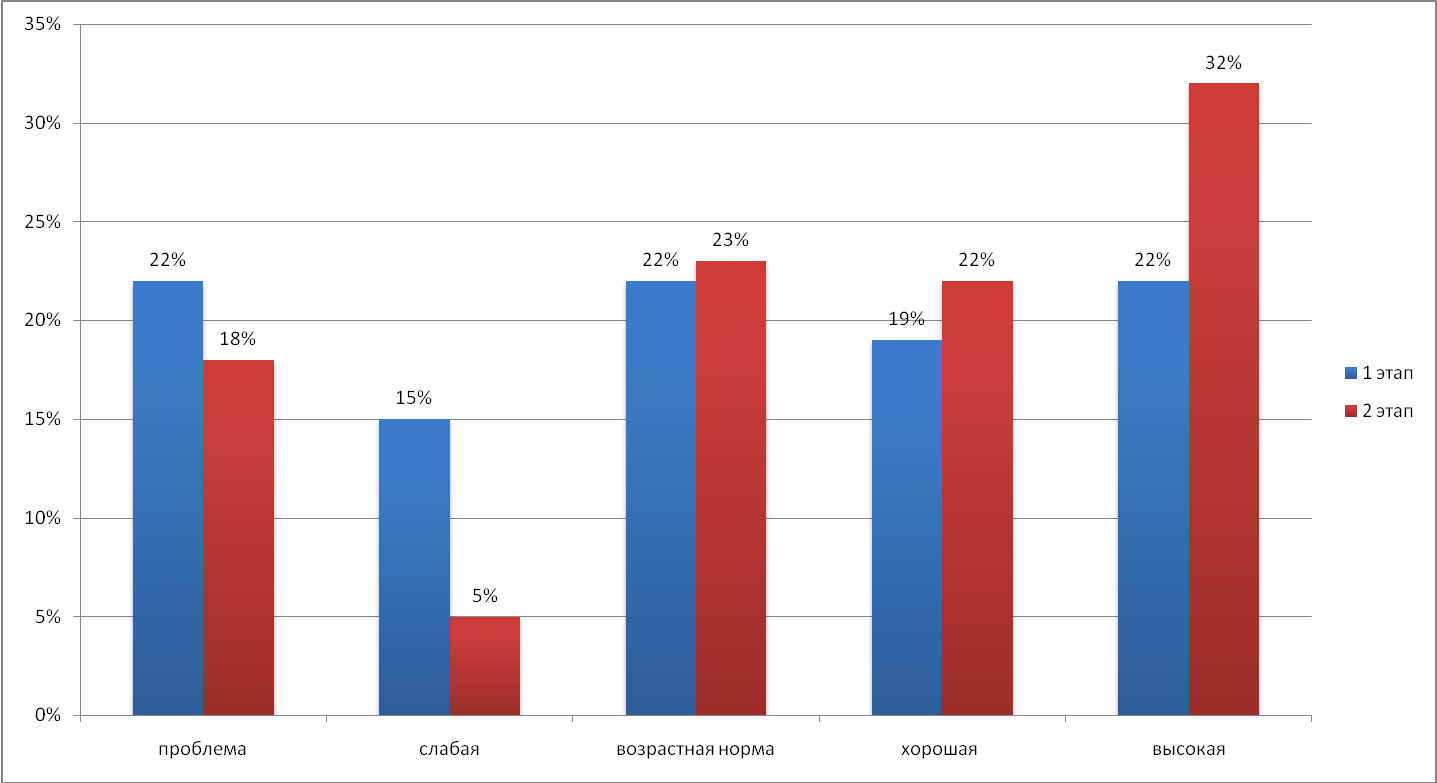 35%
32%
30%
25%
22%
22%
23%
22%
22%
20%
18%
19%
15%
15%
1 этап
2 этап
10%
5%
5%
0%
проблема
слабая
возрастная норма
хорошая
высокая